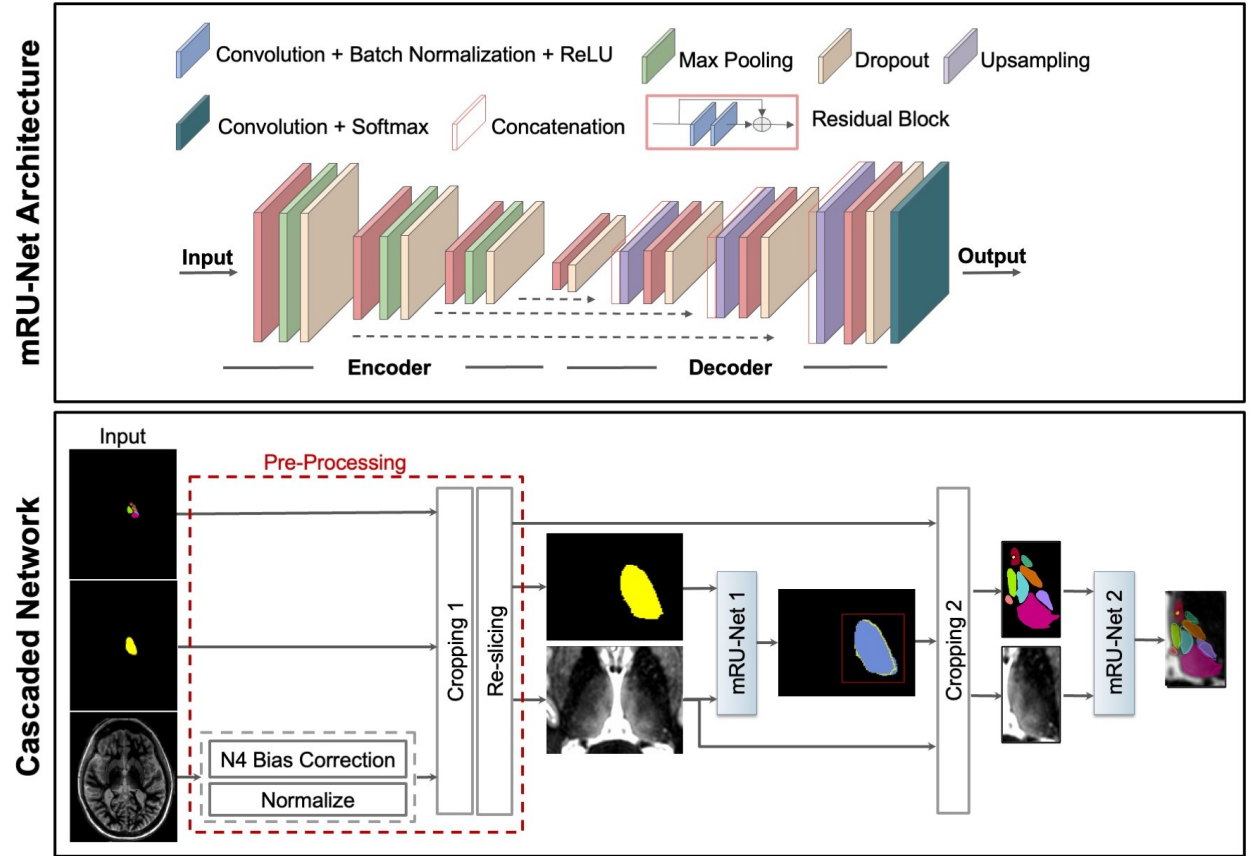 mRU-Net Architecture
Convolution + Batch Normalization + ReLU
Max Pooling
Dropout
Upsampling
Convolution + Softmax
Concatenation
Residual Block
Input
Output
Encoder
Decoder
Cascaded Network
Input
Pre-Processing
N4 Bias Correction
Normalize
Cropping 1
Re-slicing
mRU-Net 1
Cropping 2
mRU-Net 2